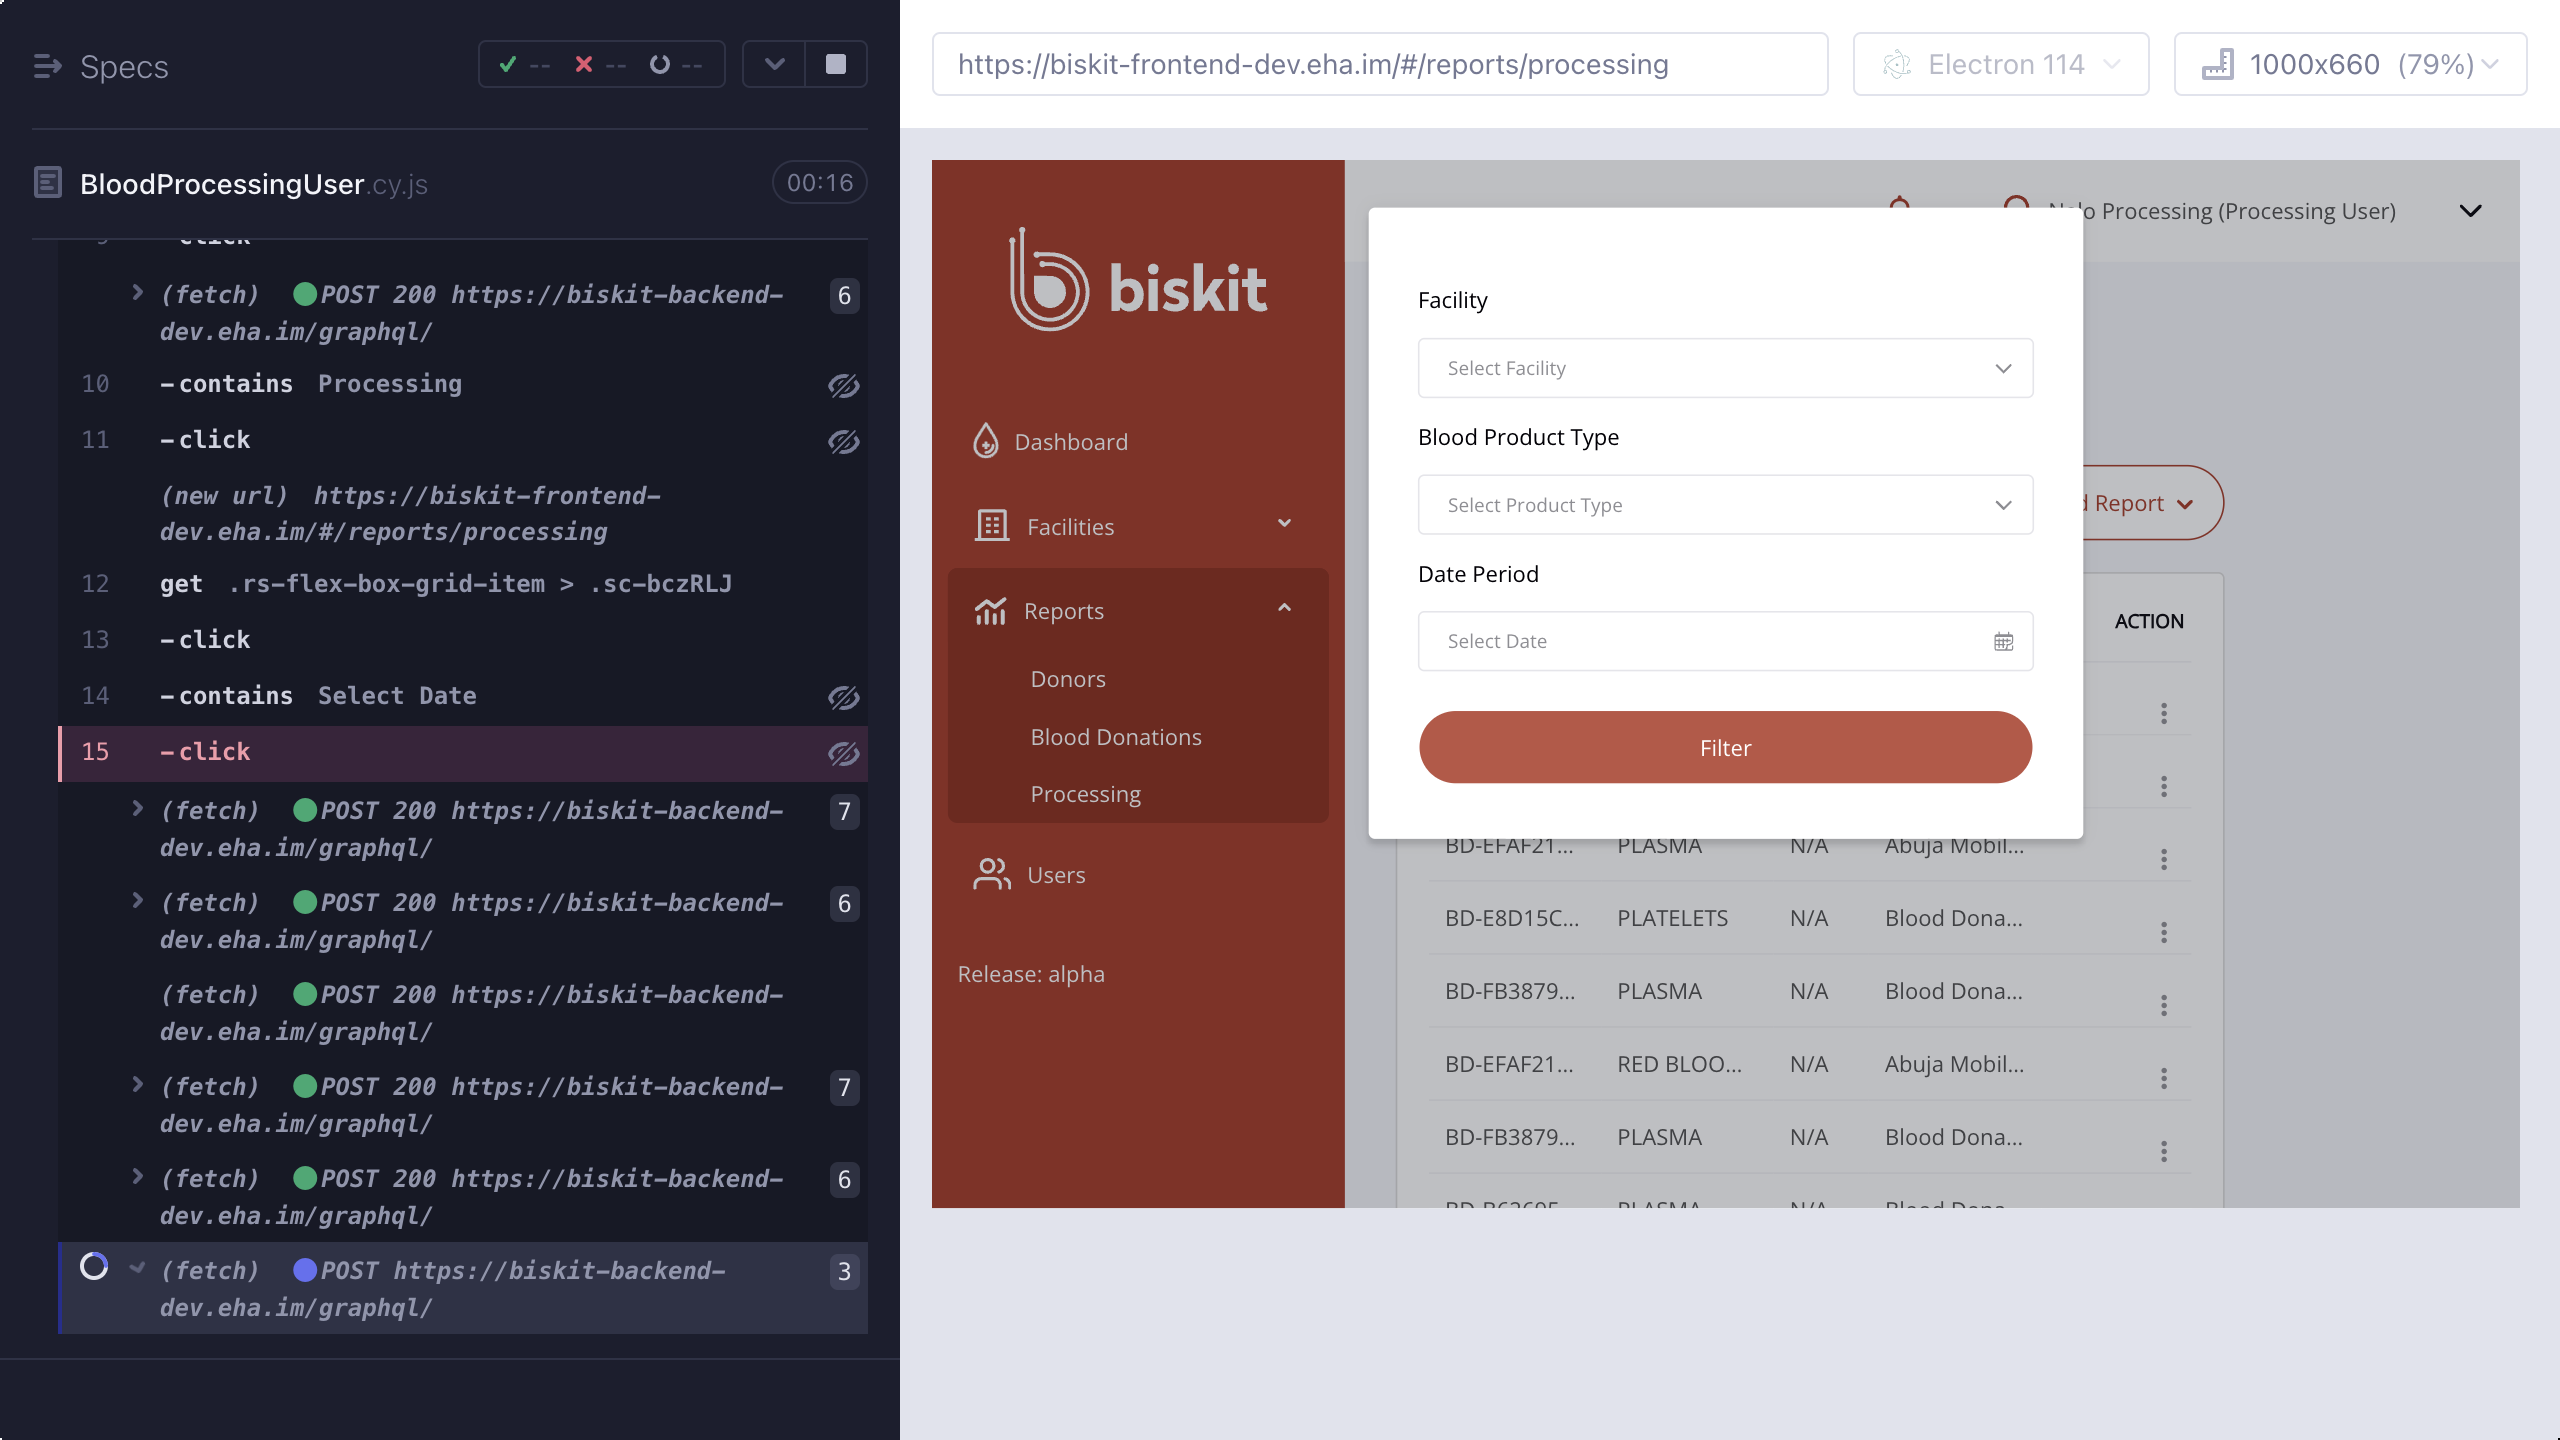 Specs
-- -- --
BloodProcessingUser.cy.js
00:16
-click
(fetch) POST 200 https://biskit-backend-
dev.eha.im/graphql/
6
10 -contains Processing
11 -click
(new url) https://biskit-frontend-
dev.eha.im/#/reports/processing
12 get .rs-flex-box-grid-item > .sc-bczRLJ
13 -click
14 -contains Select Date
15 -click
(fetch) POST 200 https://biskit-backend-
dev.eha.im/graphql/
7
(fetch) POST 200 https://biskit-backend-
dev.eha.im/graphql/
6
(fetch) POST 200 https://biskit-backend-
dev.eha.im/graphql/
(fetch) POST 200 https://biskit-backend-
dev.eha.im/graphql/
7
(fetch) POST 200 https://biskit-backend-
dev.eha.im/graphql/
6
(fetch) POST https://biskit-backend-
dev.eha.im/graphql/
3
https://biskit-frontend-dev.eha.im/#/reports/processing
Electron 114
1000x660 (79%)
biskit
Dashboard
Facilities
Reports
Donors
Blood Donations
Processing
Users
Release: alpha
Processing (Processing User)
Facility
Select Facility
Blood Product Type
Select Product Type
Date Period
Select Date
Filter
Report
ACTION
BD-EFAF21... PLASMA N/A Abuja Mobil...
BD-E8D15C... PLATELETS N/A Blood Dona...
BD-FB3879... PLASMA N/A Blood Dona...
BD-EFAF21... RED BLOO... N/A Abuja Mobil...
BD-FB3879... PLASMA N/A Blood Dona...
PLASMA N/A Blood Dona...